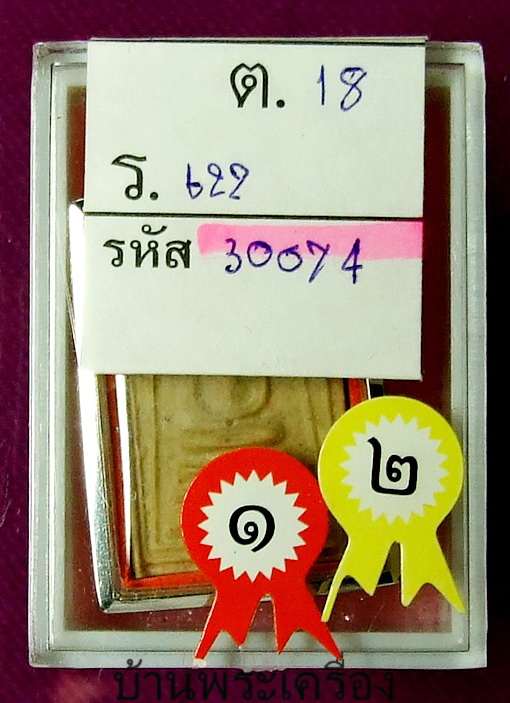 ต. 18
ร. 622
รหัส 30074
๑
๒
บ้านพระเครื่อง